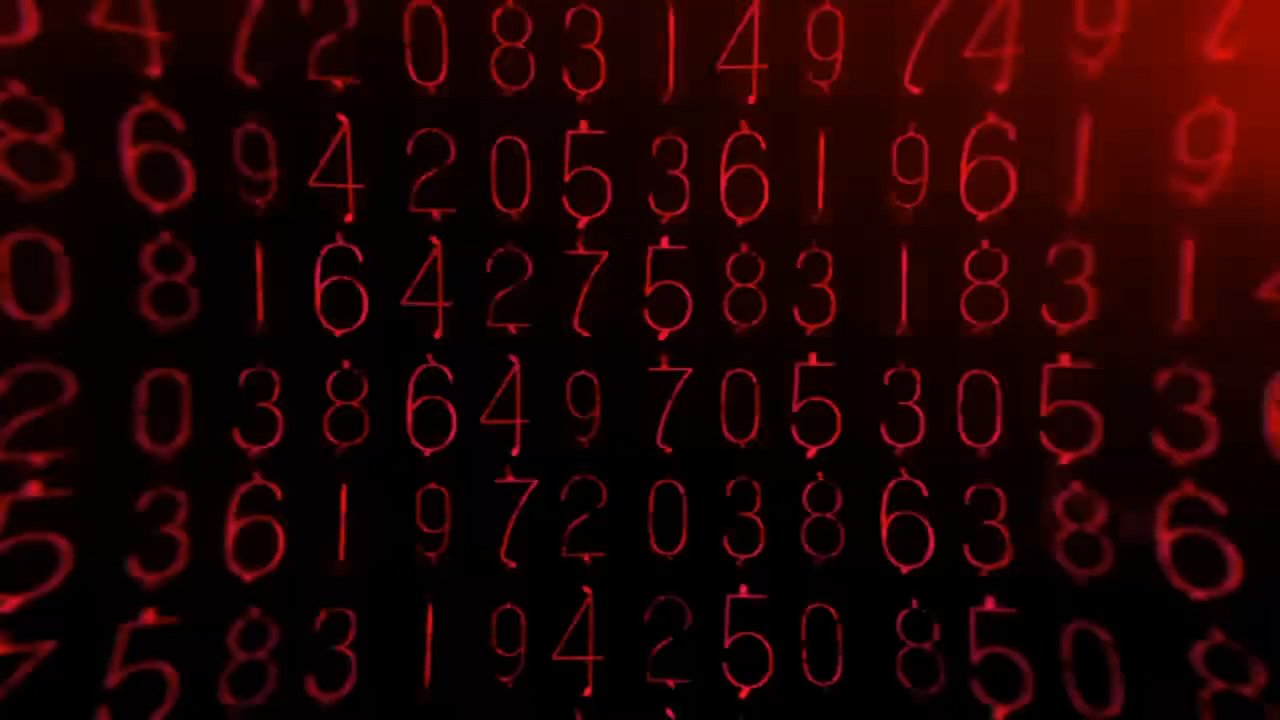 4 7 2 0 8 3 1 4 9 7 4 9 2
8 6 9 4 2 0 5 3 6 1 9 6 1 9
0 8 1 6 4 2 7 5 8 3 1 8 3 1
2 0 3 8 6 4 9 7 0 5 3 0 5 3
5 3 6 1 9 7 2 0 3 8 6 3 8 6
7 5 8 3 1 9 4 2 5 0 8 5 0 8